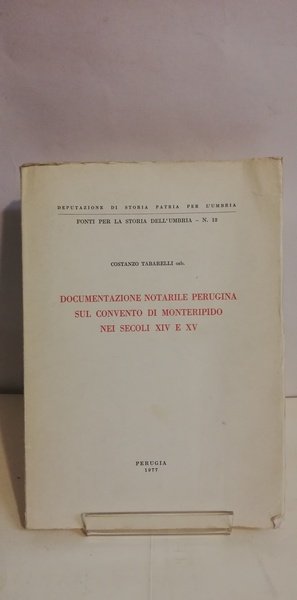 DEPUTAZIONE DI STORIA PATRIA PER L'UMBRIA
FONTI PER LA STORIA DELL'UMBRIA - N. 12
COSTANZO TABARELLI osb.
DOCUMENTAZIONE NOTARILE PERUGINA
SUL CONVENTO DI MONTERIPIDO
NEI SECOLI XIV E XV
PERUGIA
1977